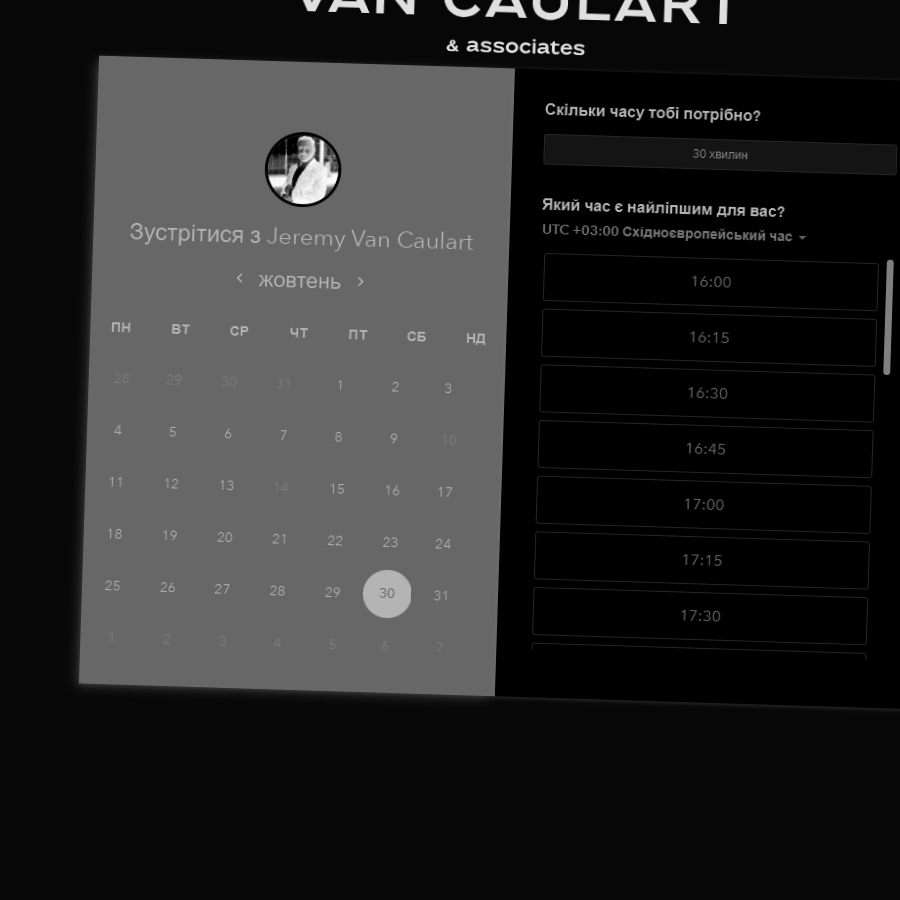 VAN CAULART
& associates
Зустрітися з Jeremy Van Caulart
жовтень
ПН ВТ СР ЧТ ПТ СБ НД
28 29 30 31 1 2 3
4 5 6 7 8 9 10
11 12 13 14 15 16 17
18 19 20 21 22 23 24
25 26 27 28 29 30 31
1 2 3 4 5 6 7
Скільки часу тобі потрібно?
30 хвилин
Який час є найліпшим для вас?
UTC +03:00 Східноєвропейський час
16:00
16:15
16:30
16:45
17:00
17:15
17:30